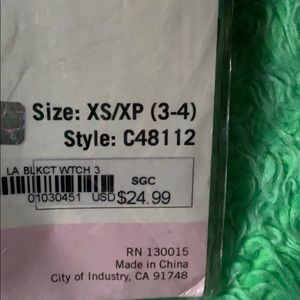 Size: XS/XP (3-4)
Style: C48112
LA BLKCT WTCH 3
SGC
01030451 USD $24.99
RN 130015
Made in China
City of Industry, CA 91748